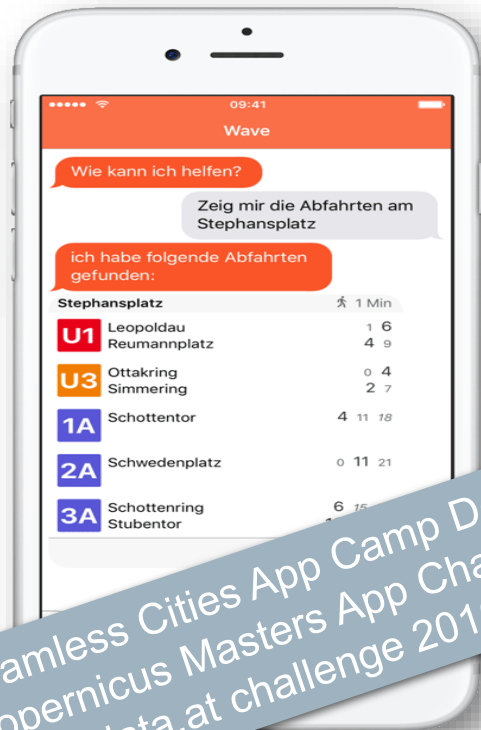 09:41
Wave
Wie kann ich helfen?
Zeig mir die Abfahrten am
Stephansplatz
ich habe folgende Abfahrten
gefunden:
Stephansplatz 1 Min
U1 Leopoldau 1 6
Reumannplatz 4 9
U3 Ottakring 0 4
Simmering 2 7
1A Schottentor 4 11 18
2A Schwedenplatz 0 11 21
3A Schottenring 6 15
Stubentor
Cities App Camp
Masters App
challenge